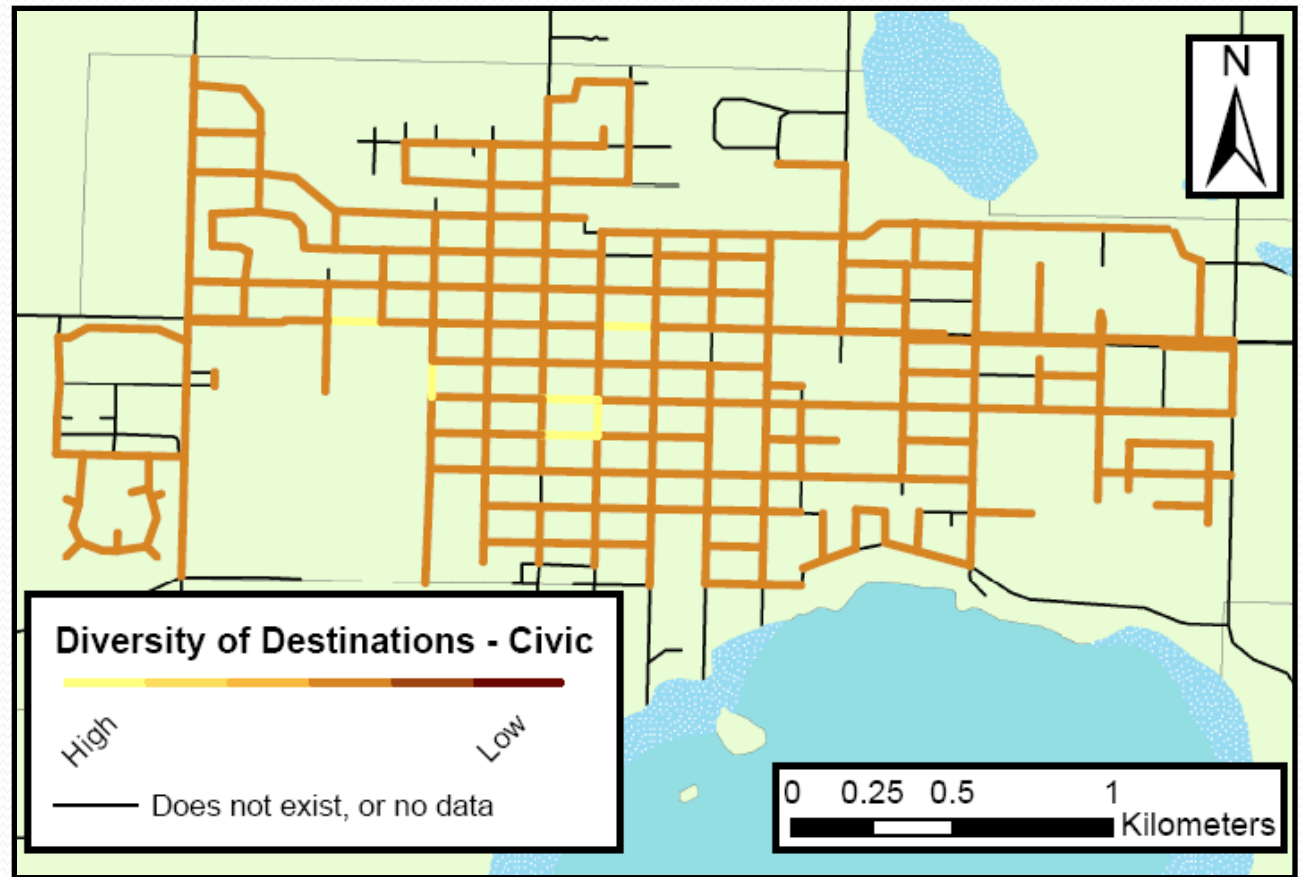 N
Diversity of Destinations - Civic
High
Low
Does not exist, or no data
0 0.25 0.5 1
Kilometers